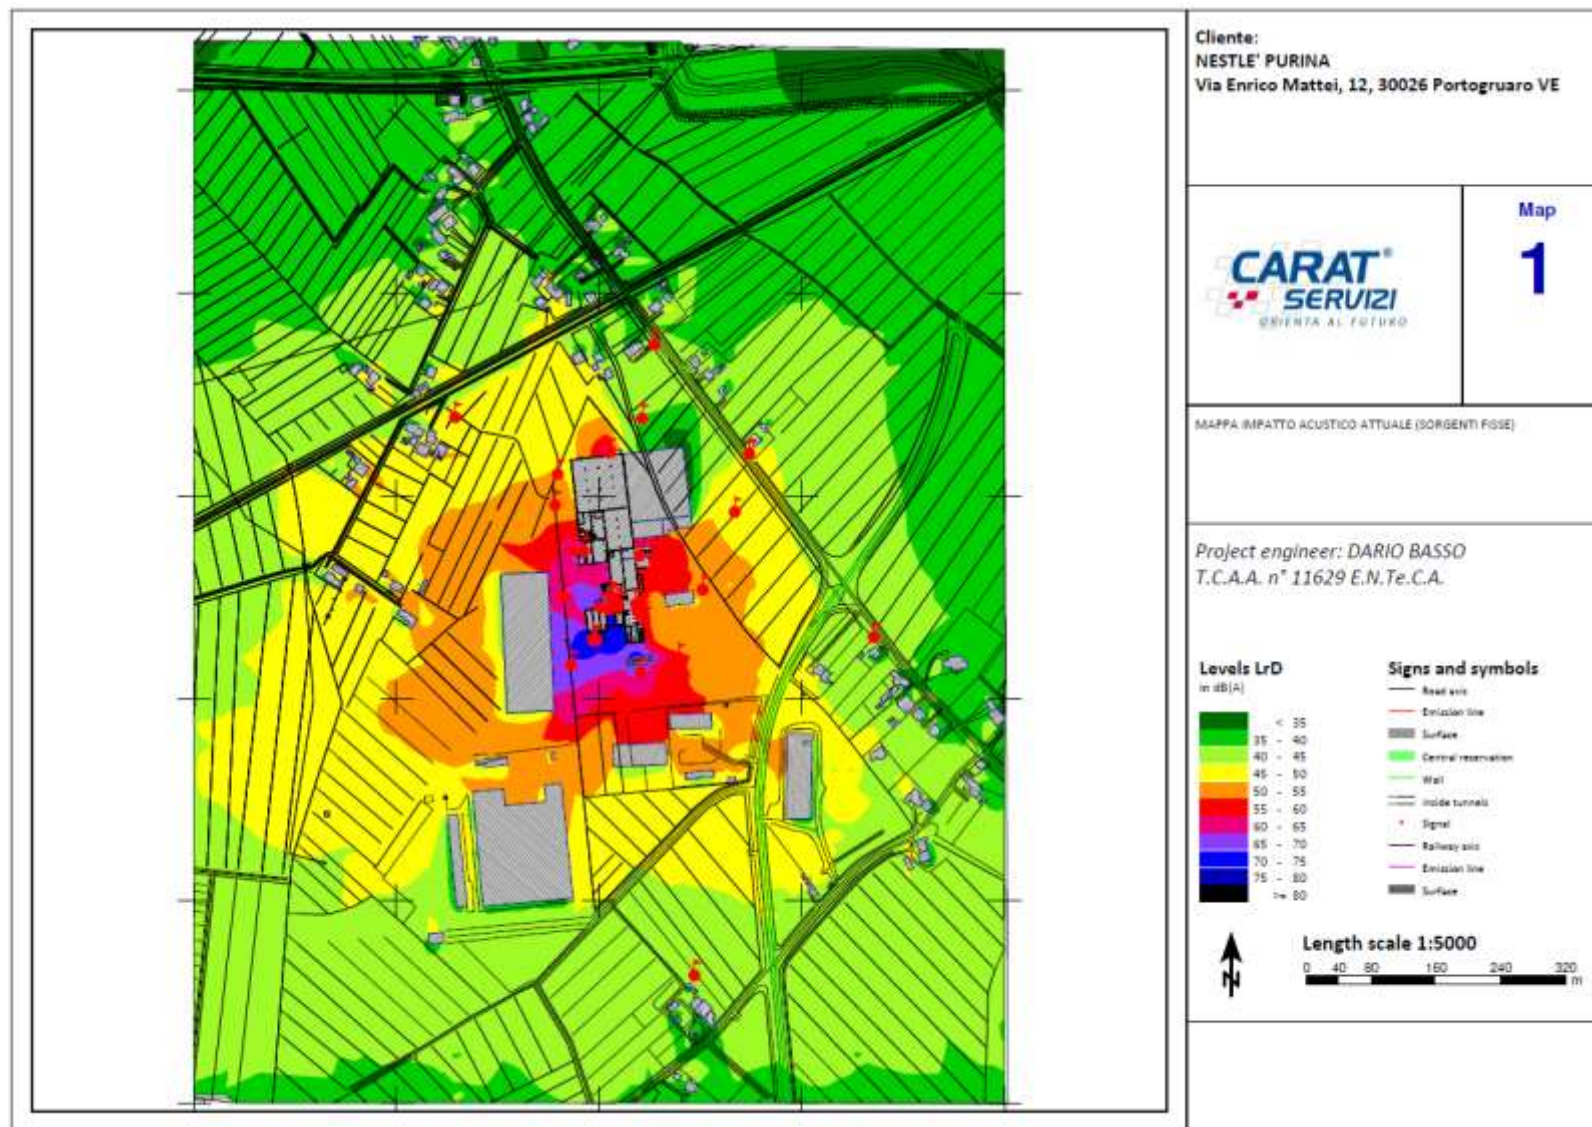 Cliente:
NESTLE' PURINA
Via Enrico Mattei, 12, 30026 Portogruaro VE
CARAT®
SERVIZI
ORIENTA AL FUTURO
Map
1
MAPPA IMPATTO ACUSTICO ATTUALE (SORGENTI FISSE)
Project engineer: DARIO BASSO
T.C.A.A. n° 11629 E.N.Te.C.A.
Levels LrD
in dB(A)
< 35
35 - 40
40 - 45
45 - 50
50 - 55
55 - 60
60 - 65
65 - 70
70 - 75
75 - 80
>= 80
Signs and symbols
Road axis
Emission line
Surface
Central reservation
Wall
Inside tunnels
Signal
Railway axis
Emission line
Surface
N
Length scale 1:5000
0 40 80 160 240 320
m